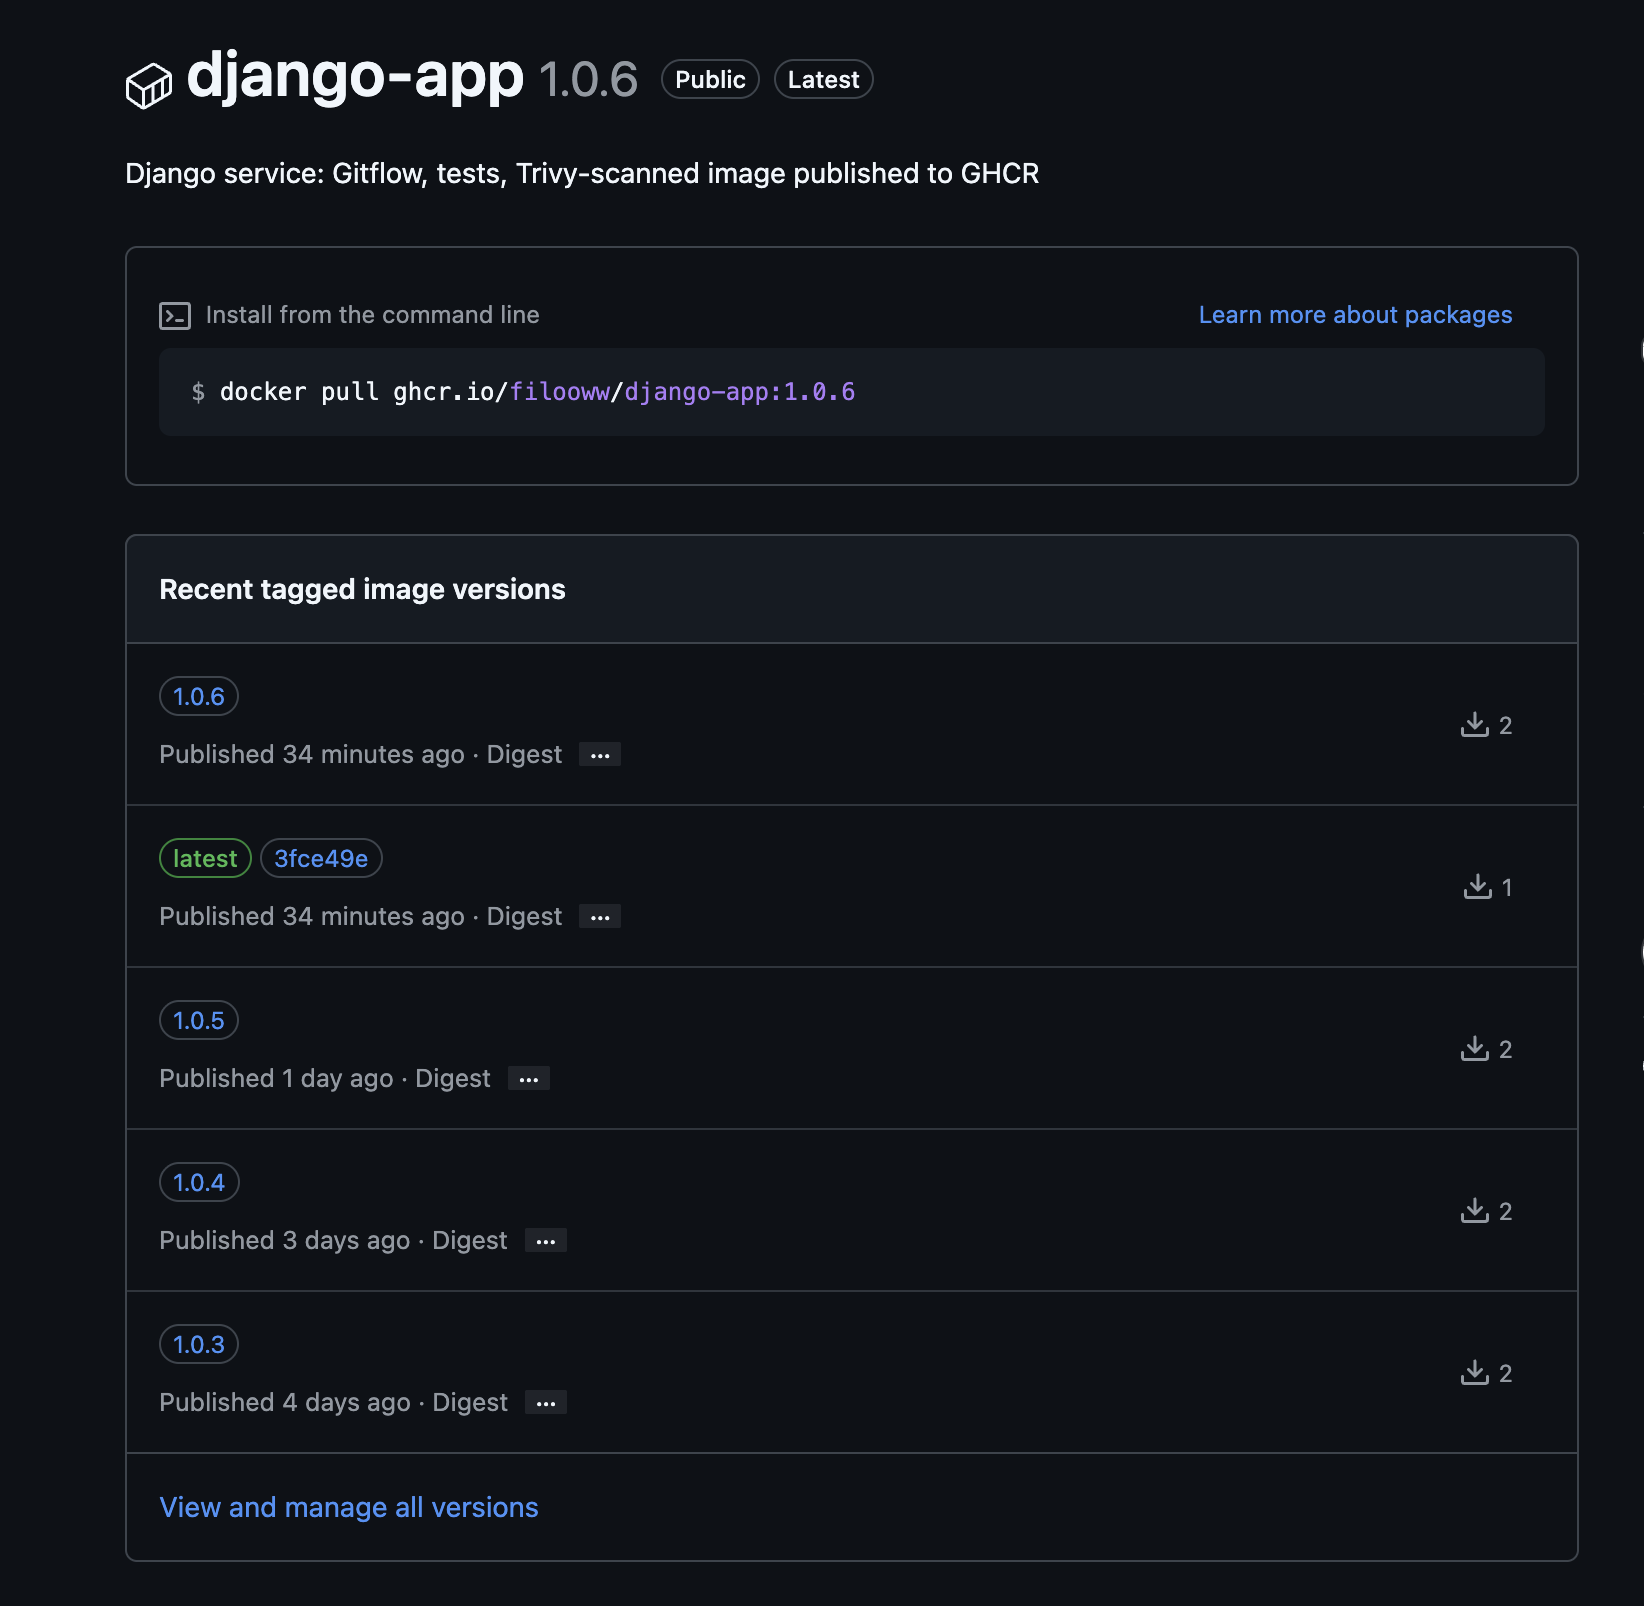 django-app 1.0.6 Public Latest
Django service: Gitflow, tests, Trivy-scanned image published to GHCR
Install from the command line
Learn more about packages
$ docker pull ghcr.io/filooww/django-app:1.0.6
Recent tagged image versions
1.0.6
Published 34 minutes ago · Digest ...
2
latest 3fce49e
Published 34 minutes ago · Digest ...
1
1.0.5
Published 1 day ago · Digest ...
2
1.0.4
Published 3 days ago · Digest ...
2
1.0.3
Published 4 days ago · Digest ...
2
View and manage all versions